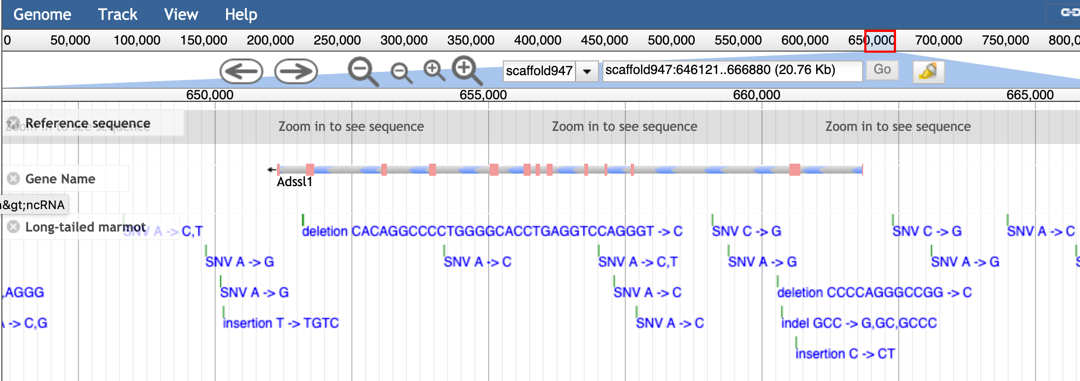 Genome Track View Help
0 50,000 100,000 150,000 200,000 250,000 300,000 350,000 400,000 450,000 500,000 550,000 600,000 650,000 700,000 750,000 800,0
scaffold947 scaffold947:646121..666880 (20.76 Kb) Go
650,000 655,000 660,000 665,000
Reference sequence Zoom in to see sequence Zoom in to see sequence Zoom in to see sequence
Gene Name
Adssl1
&gt;ncRNA
Long-tailed marmot
SNV A -> C,T deletion CACAGGCCCCTGGGGCACCTGAGGTCCAGGGT -> C SNV C -> G SNV C -> G SNV A -> C
SNV A -> G SNV A -> C SNV A -> C,T SNV A -> G SNV A -> G
,AGGG SNV A -> G SNV A -> C deletion CCCCAGGGCCGG -> C
-> C,G insertion T -> TGTC SNV A -> C indel GCC -> G,GC,GCCC
insertion C -> CT